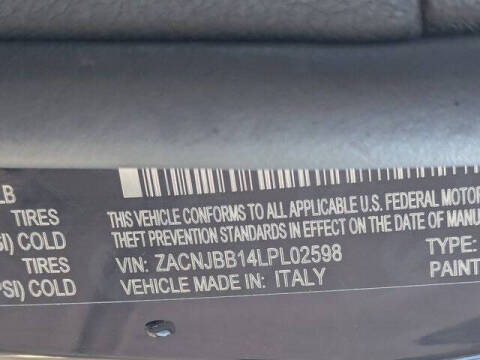 LB
TIRES
SI) COLD
TIRES
PSI) COLD
THIS VEHICLE CONFORMS TO ALL APPLICABLE U.S. FEDERAL MOTOR
THEFT PREVENTION STANDARDS IN EFFECT ON THE DATE OF MANU
VIN: ZACNJBB14LPL02598
VEHICLE MADE IN: ITALY
TYPE:
PAINT